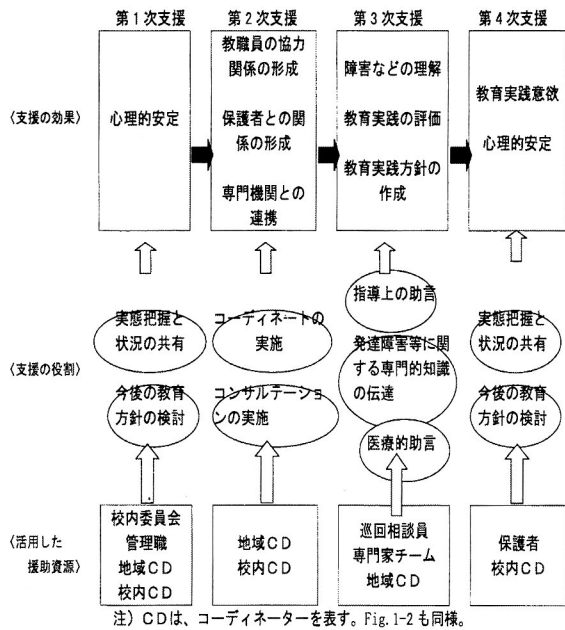 第１次支援
第２次支援
第３次支援
第４次支援
〈支援の効果〉
心理的安定
教職員の協力
関係の形成
保護者との関
係の形成
専門機関との
連携
障害などの理解
教育実践の評価
教育実践方針の
作成
教育実践意欲
心理的安定
〈支援の役割〉
実態把握と
状況の共有
今後の教育
方針の検討
コーディネートの
実施
コンサルテーショ
ンの実施
指導上の助言
発達障害等に関
する専門的知識
の伝達
医療的助言
実態把握と
状況の共有
今後の教育
方針の検討
〈活用した
援助資源〉
校内委員会
管理職
地域ＣＤ
校内ＣＤ
地域ＣＤ
校内ＣＤ
巡回相談員
専門家チーム
地域ＣＤ
保護者
校内ＣＤ
注）ＣＤは、コーディネーターを表す。Fig.1-2も同様。